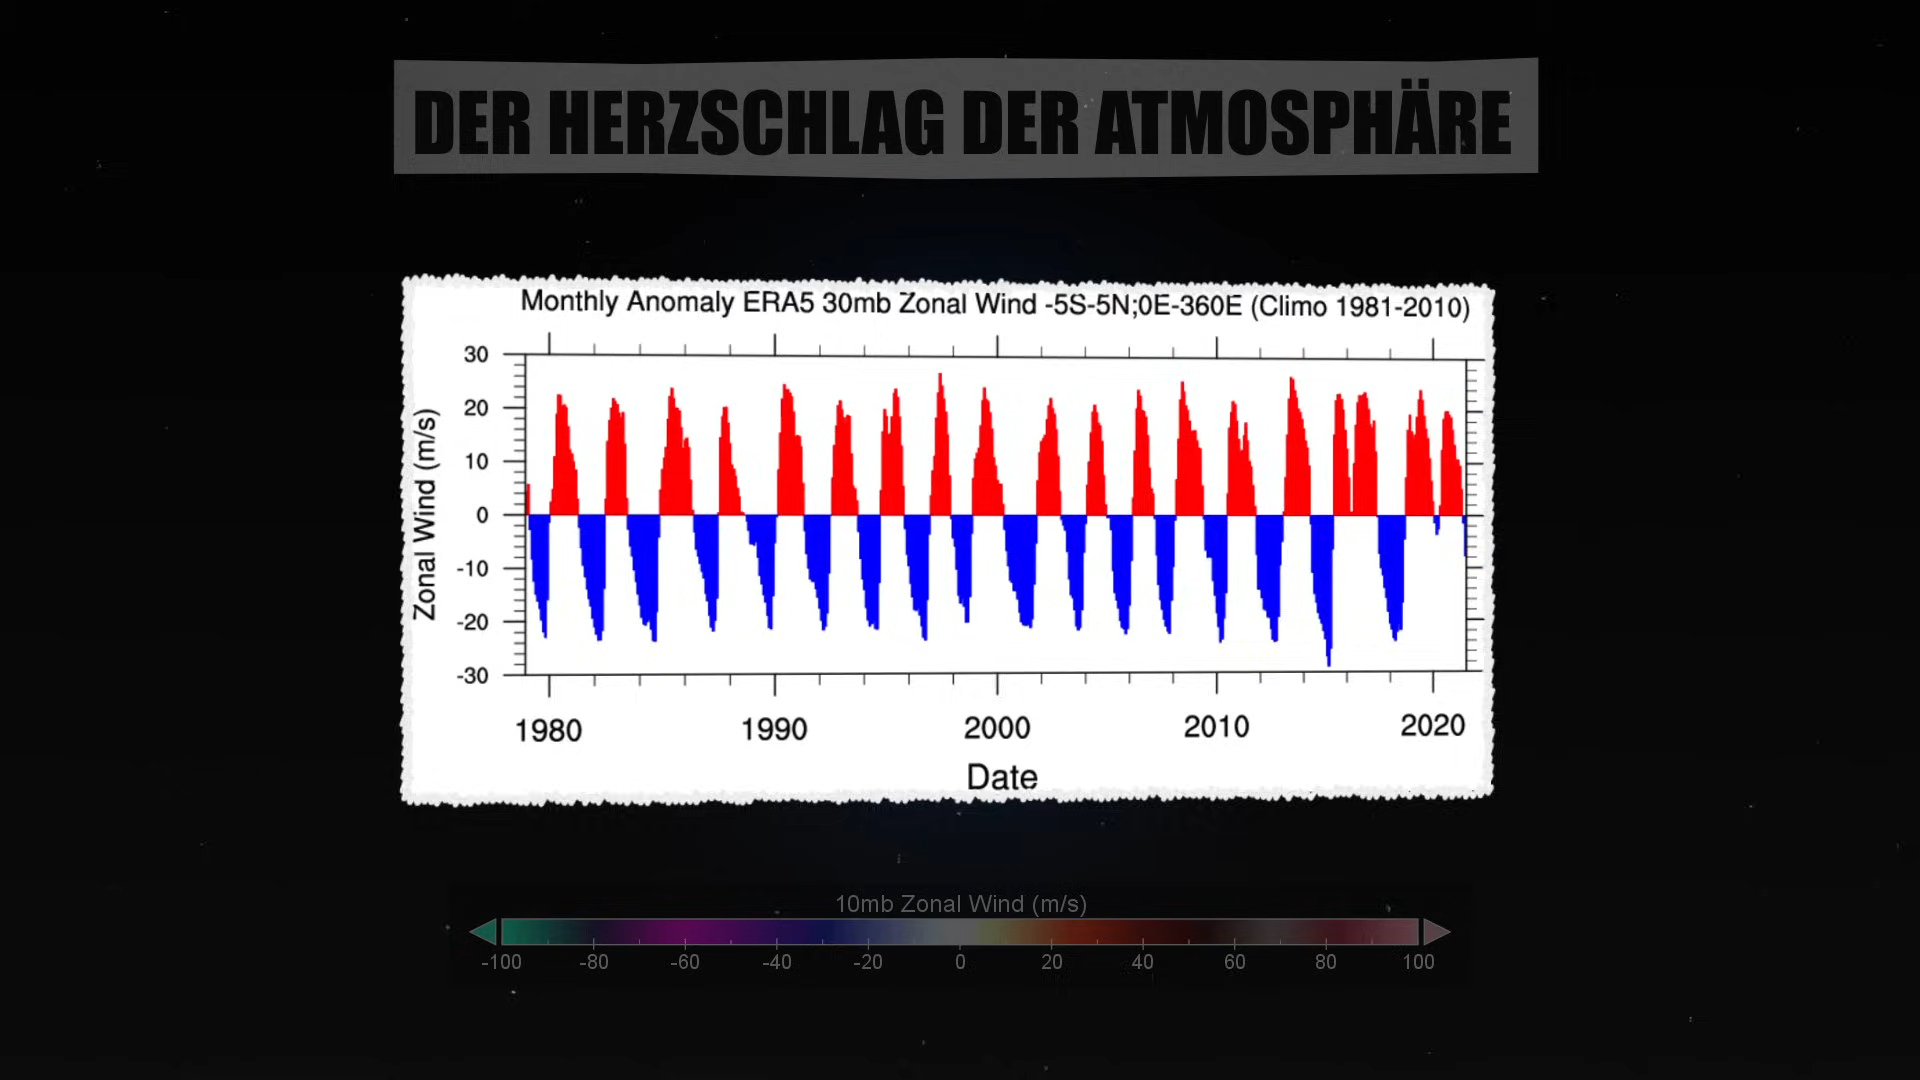 DER HERZSCHLAG DER ATMOSPHÄRE
Monthly Anomaly ERA5 30mb Zonal Wind -5S-5N;0E-360E (Climo 1981-2010)
Zonal Wind (m/s)
30
20
10
0
-10
-20
-30
1980 1990 2000 2010 2020
Date
10mb Zonal Wind (m/s)
-100 -80 -60 -40 -20 0 20 40 60 80 100